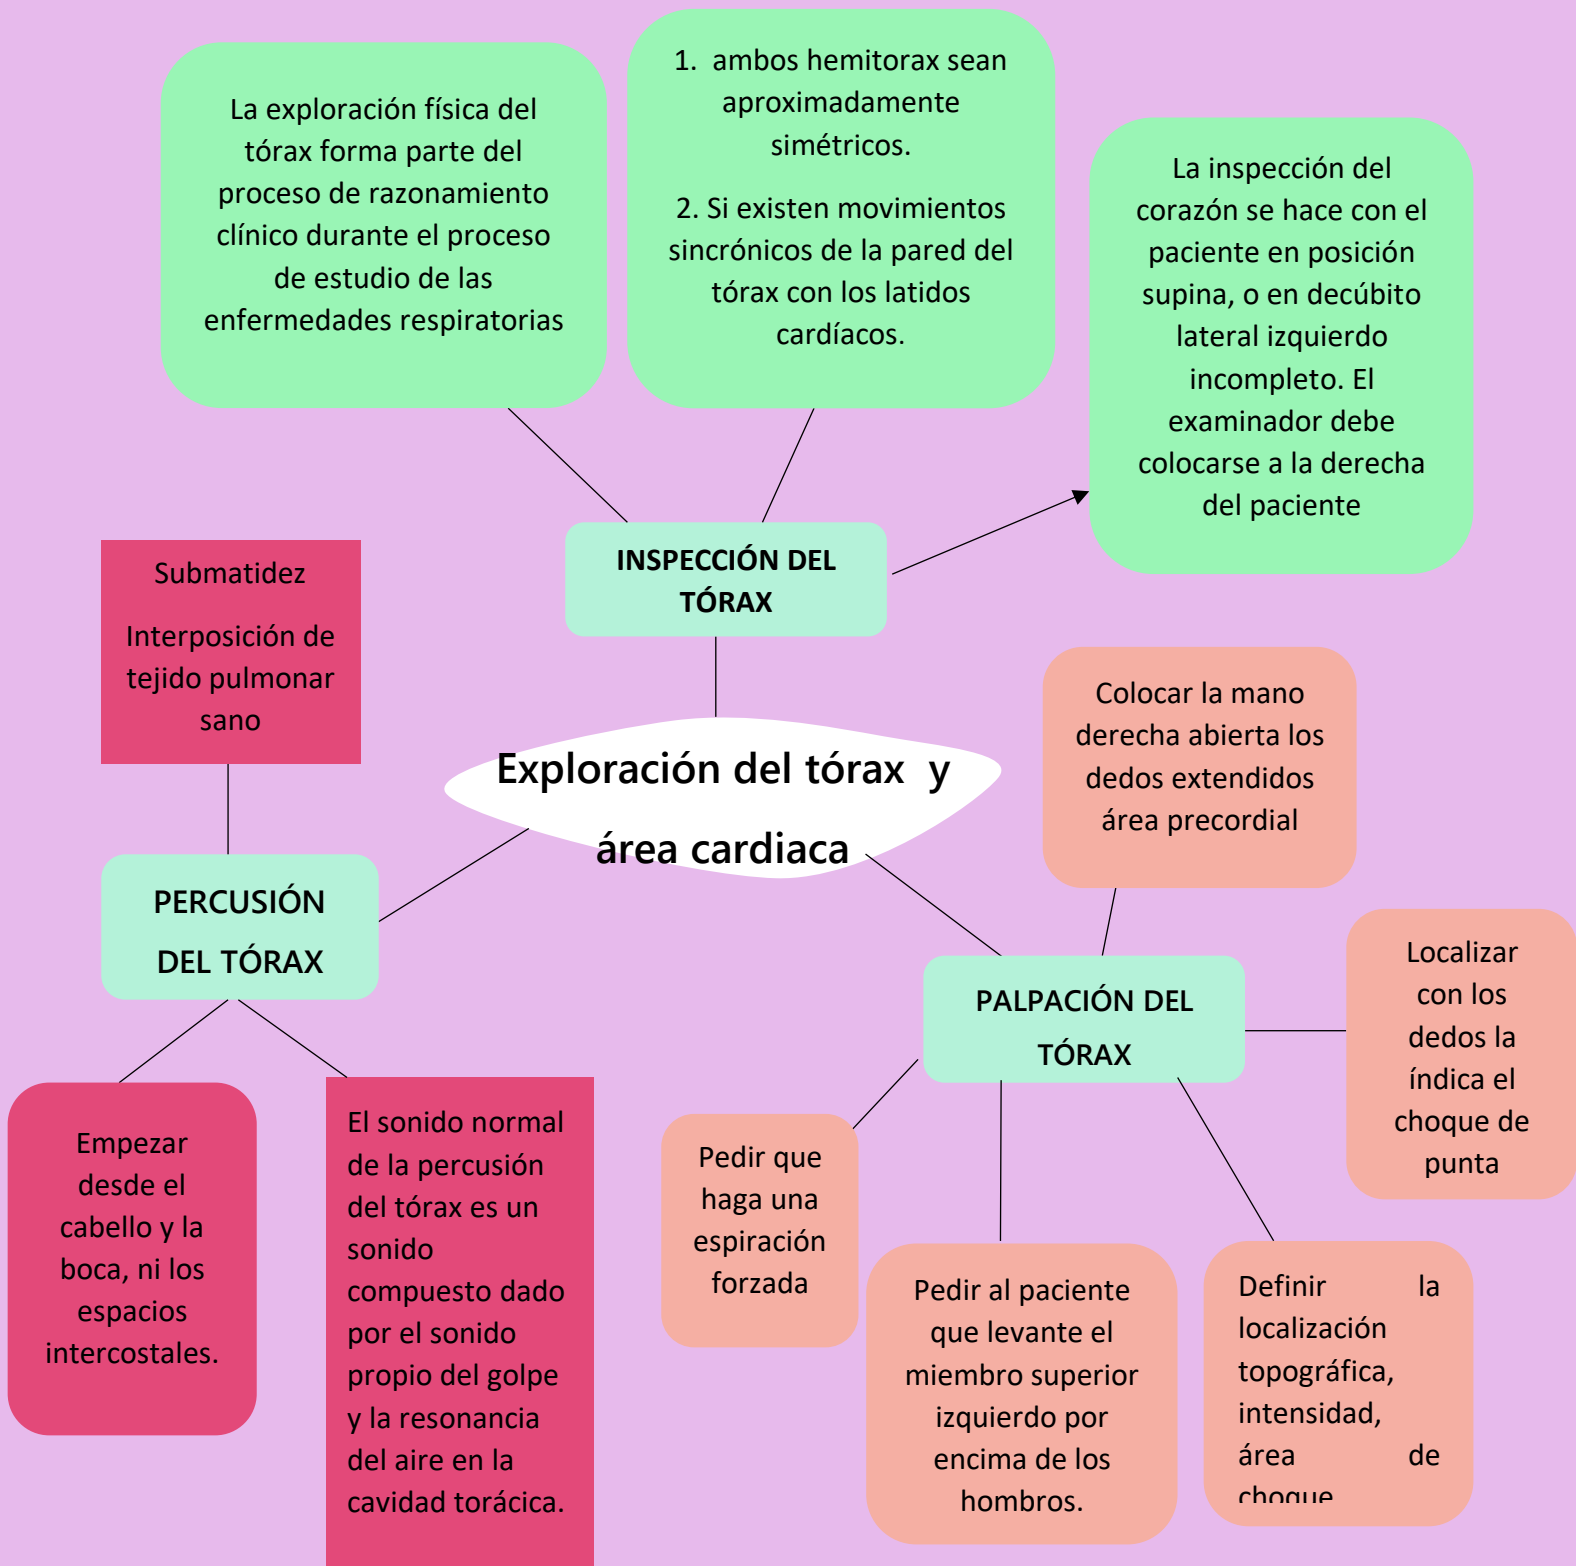 La exploración física del
tórax forma parte del
proceso de razonamiento
clínico durante el proceso
de estudio de las
enfermedades respiratorias
1. ambos hemitorax sean
aproximadamente
simétricos.
2. Si existen movimientos
sincrónicos de la pared del
tórax con los latidos
cardíacos.
La inspección del
corazón se hace con el
paciente en posición
supina, o en decúbito
lateral izquierdo
incompleto. El
examinador debe
colocarse a la derecha
del paciente
INSPECCIÓN DEL
TÓRAX
Submatidez
Interposición de
tejido pulmonar
sano
Exploración del tórax y
área cardiaca
Colocar la mano
derecha abierta los
dedos extendidos
área precordial
PERCUSIÓN
DEL TÓRAX
PALPACIÓN DEL
TÓRAX
Localizar
con los
dedos la
índica el
choque de
punta
Empezar
desde el
cabello y la
boca, ni los
espacios
intercostales.
El sonido normal
de la percusión
del tórax es un
sonido
compuesto dado
por el sonido
propio del golpe
y la resonancia
del aire en la
cavidad torácica.
Pedir que
haga una
espiración
forzada
Pedir al paciente
que levante el
miembro superior
izquierdo por
encima de los
hombros.
Definir la
localización
topográfica,
intensidad,
área de
choque